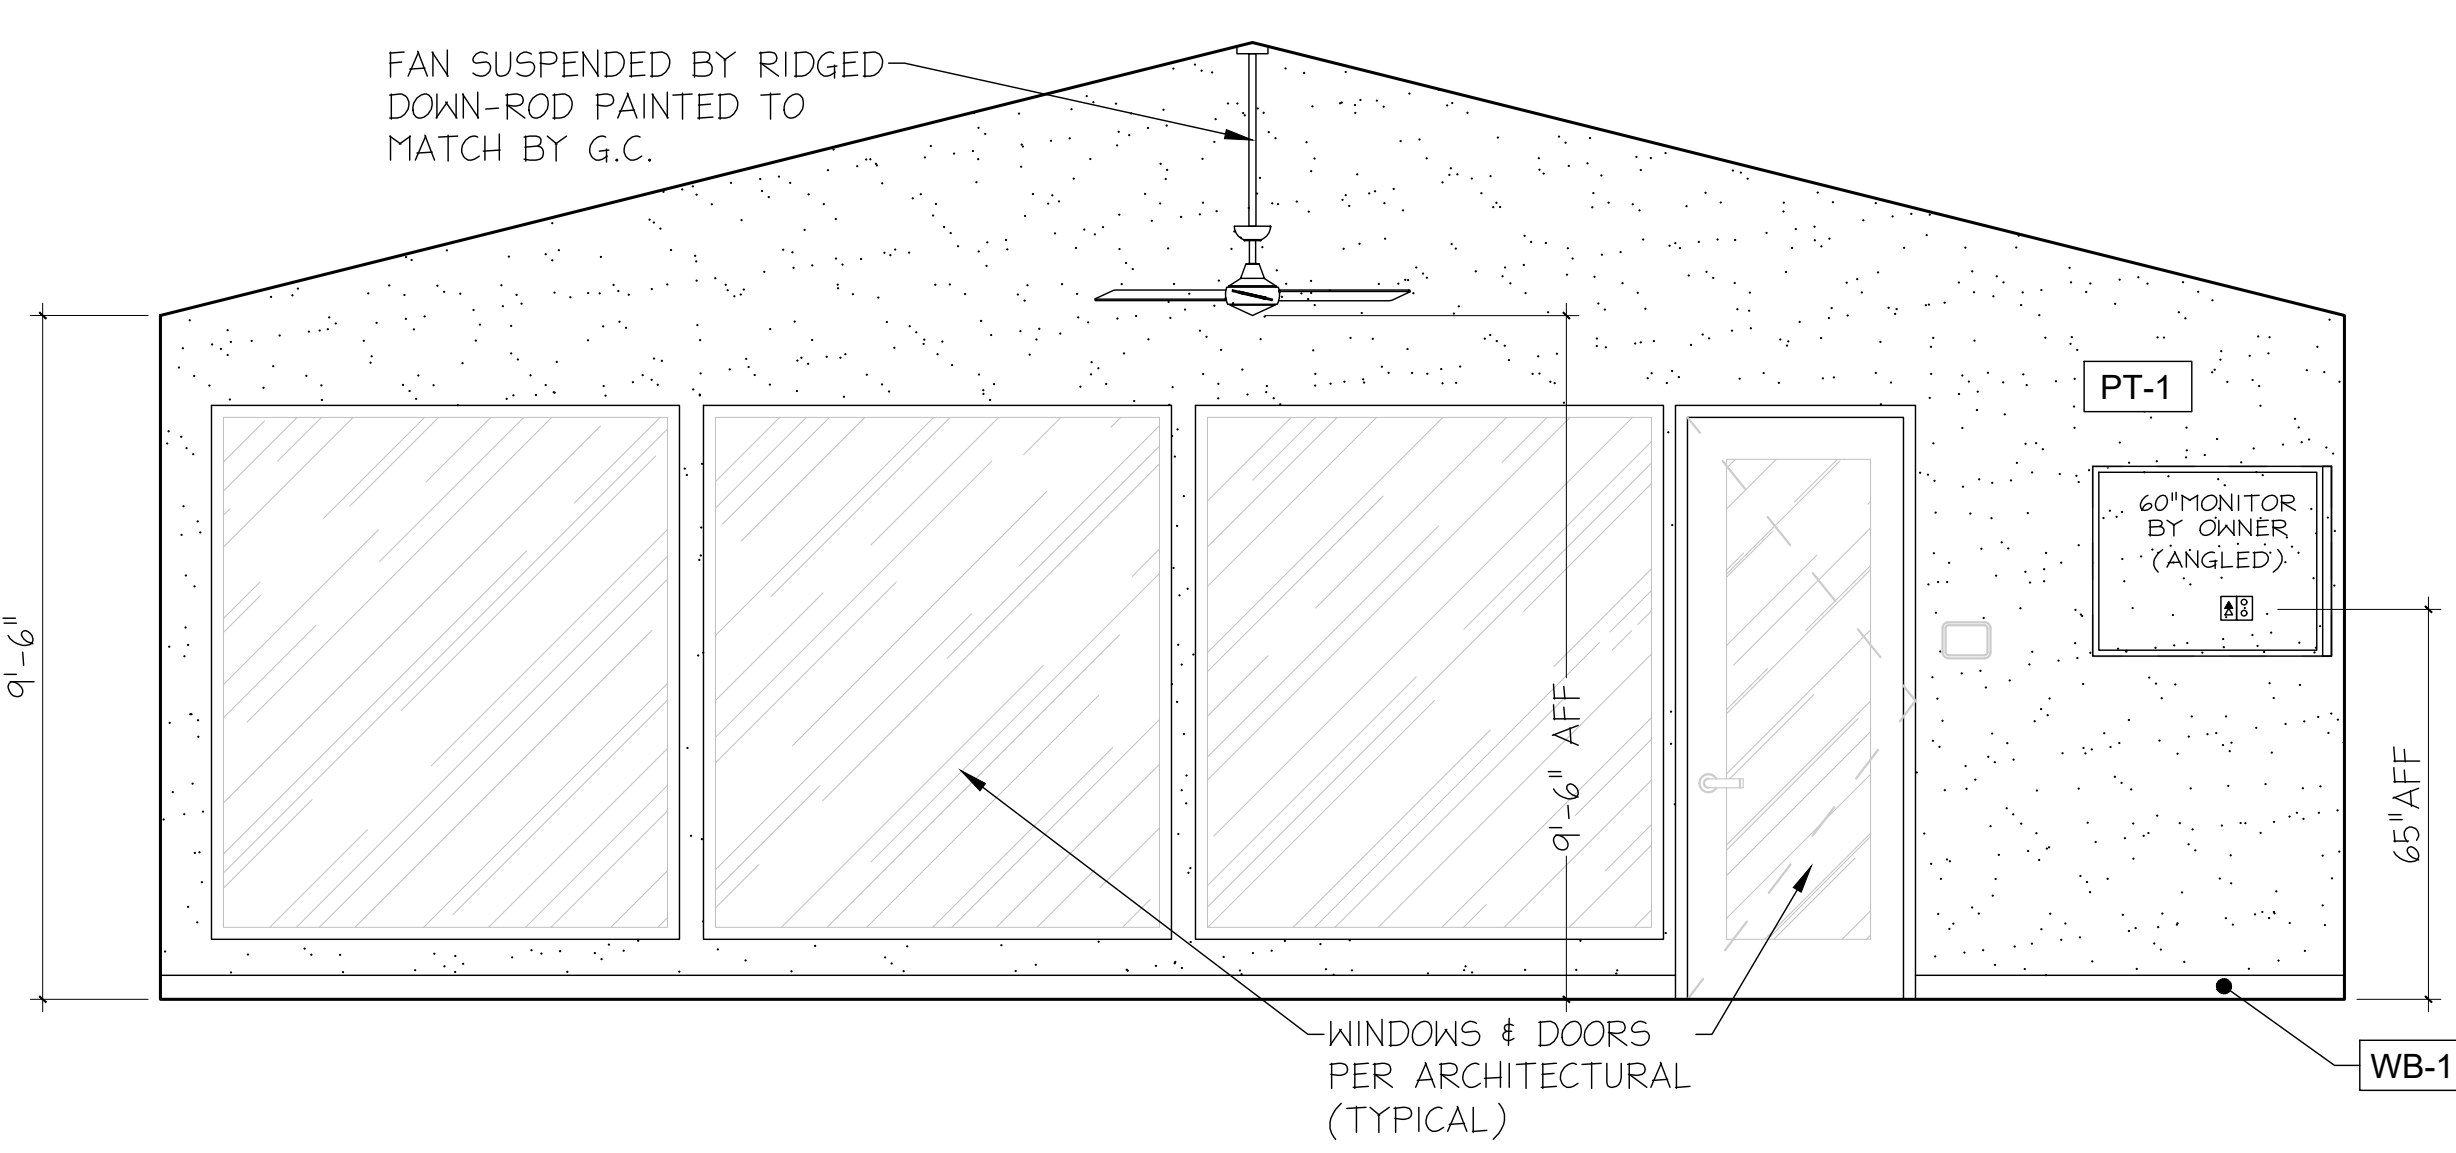 FAN SUSPENDED BY RIDGED
DOWN-ROD PAINTED TO
MATCH BY G.C.
PT-1
60" MONITOR
BY OWNER
(ANGLED)
9'-6"
9'-6" AFF
65" AFF
WINDOWS & DOORS
PER ARCHITECTURAL
(TYPICAL)
WB-1